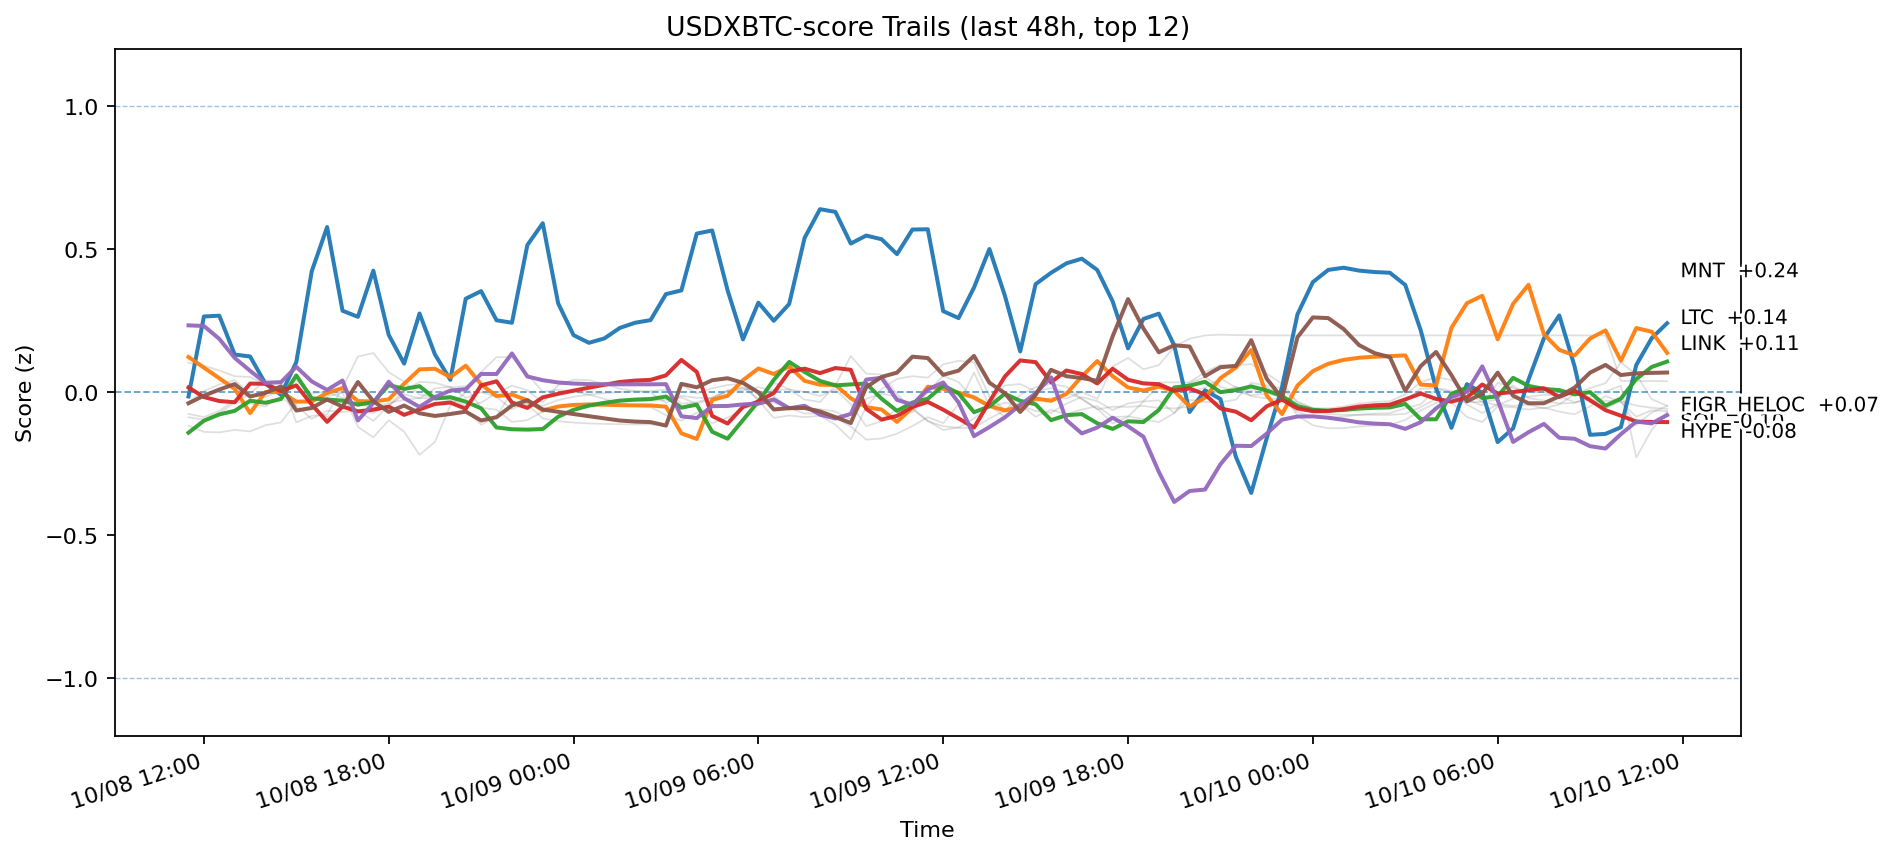 USDXBTC-score Trails (last 48h, top 12)
Score (z)
1.0
0.5
0.0
−0.5
−1.0
MNT +0.24
LTC +0.14
LINK +0.11
FIGR_HELOC +0.07
SOL -0.10
HYPE -0.08
10/08 12:00
10/08 18:00
10/09 00:00
10/09 06:00
10/09 12:00
10/09 18:00
10/10 00:00
10/10 06:00
10/10 12:00
Time